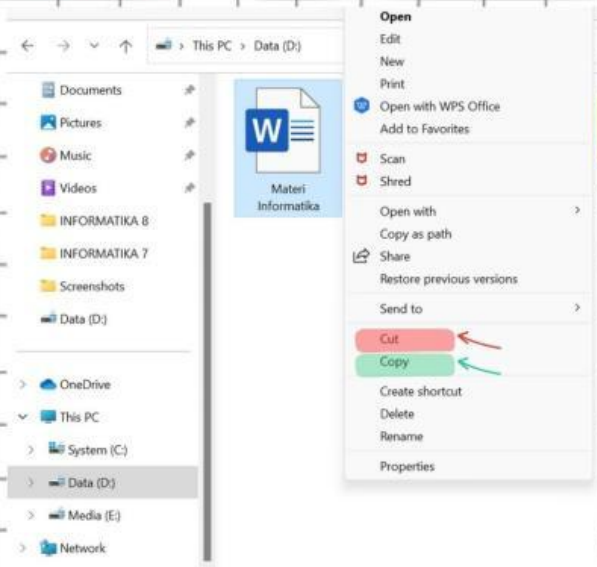 This PC > Data (D:)
Documents
Pictures
Music
Videos
INFORMATIKA 8
INFORMATIKA 7
Screenshots
Data (D:)
OneDrive
This PC
System (C:)
Data (D:)
Media (E:)
Network
W
Materi
Informatika
Open
Edit
New
Print
Open with WPS Office
Add to Favorites
Scan
Shred
Open with
Copy as path
Share
Restore previous versions
Send to
Cut
Copy
Create shortcut
Delete
Rename
Properties